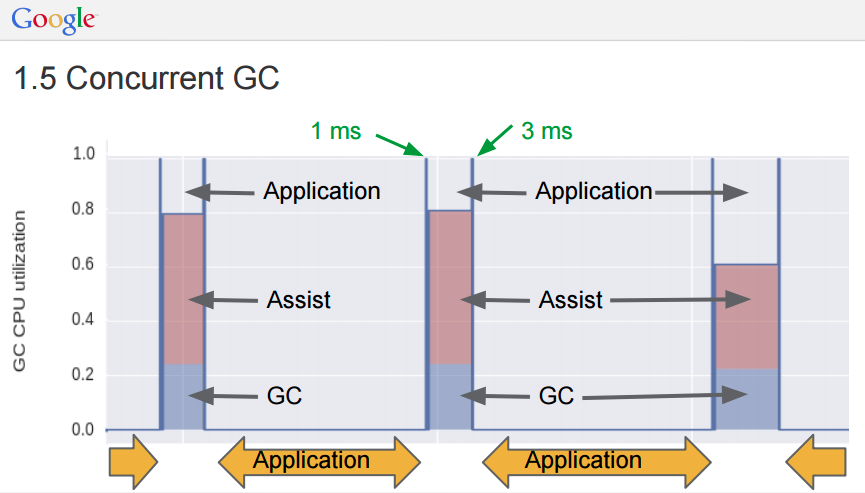 Google
1.5 Concurrent GC
1 ms
3 ms
1.0
0.8
0.6
0.4
0.2
0.0
GC CPU utilization
Application
Application
Assist
Assist
GC
GC
Application
Application